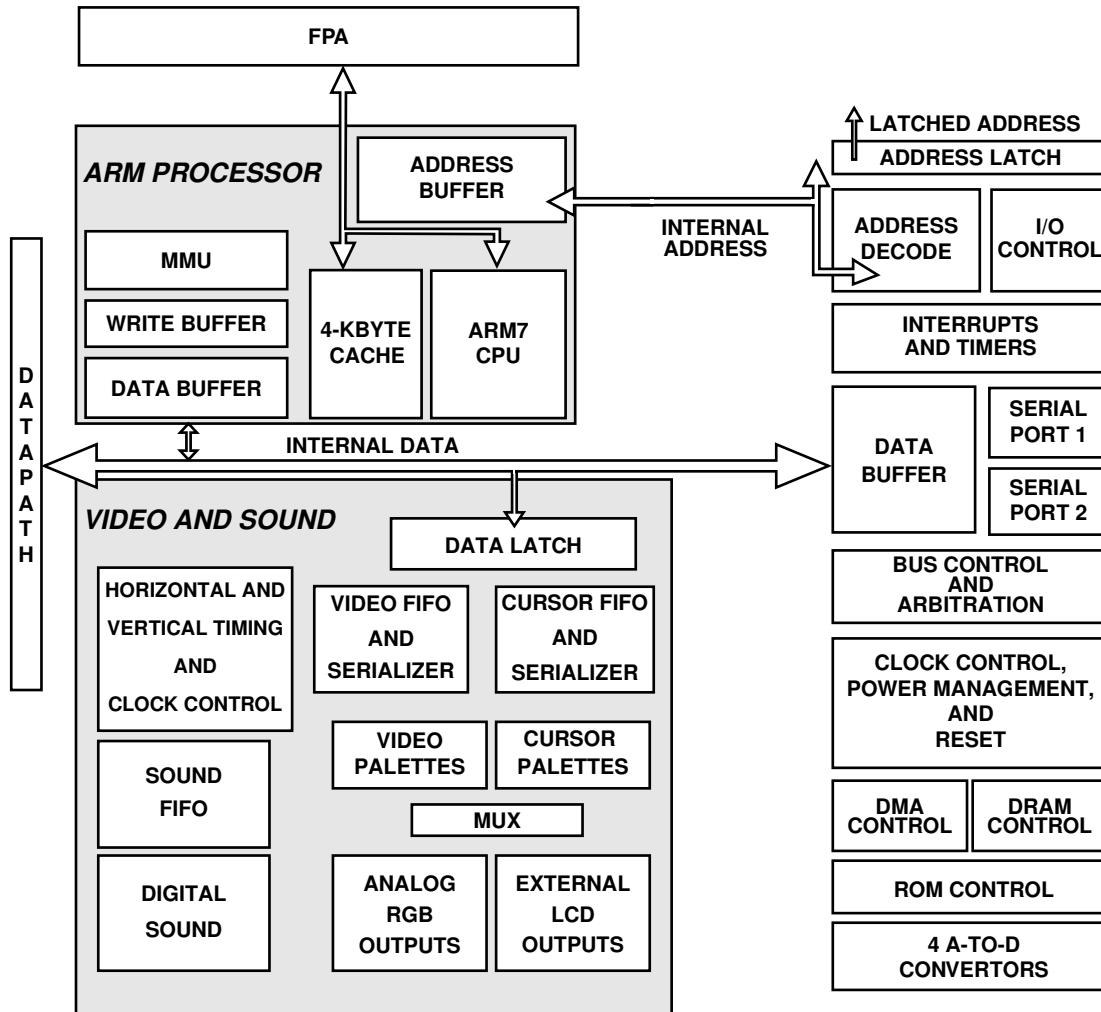 FPA
ARM PROCESSOR
ADDRESS
BUFFER
MMU
WRITE BUFFER
DATA BUFFER
4-KBYTE
CACHE
ARM7
CPU
INTERNAL
ADDRESS
LATCHED ADDRESS
ADDRESS LATCH
ADDRESS
DECODE
I/O
CONTROL
INTERRUPTS
AND TIMERS
DATAPATH
INTERNAL DATA
DATA
BUFFER
SERIAL
PORT 1
SERIAL
PORT 2
VIDEO AND SOUND
DATA LATCH
HORIZONTAL AND
VERTICAL TIMING
AND
CLOCK CONTROL
VIDEO FIFO
AND
SERIALIZER
CURSOR FIFO
AND
SERIALIZER
SOUND
FIFO
VIDEO
PALETTES
CURSOR
PALETTES
MUX
DIGITAL
SOUND
ANALOG
RGB
OUTPUTS
EXTERNAL
LCD
OUTPUTS
BUS CONTROL
AND
ARBITRATION
CLOCK CONTROL,
POWER MANAGEMENT,
AND
RESET
DMA
CONTROL
DRAM
CONTROL
ROM CONTROL
4 A-TO-D
CONVERTORS